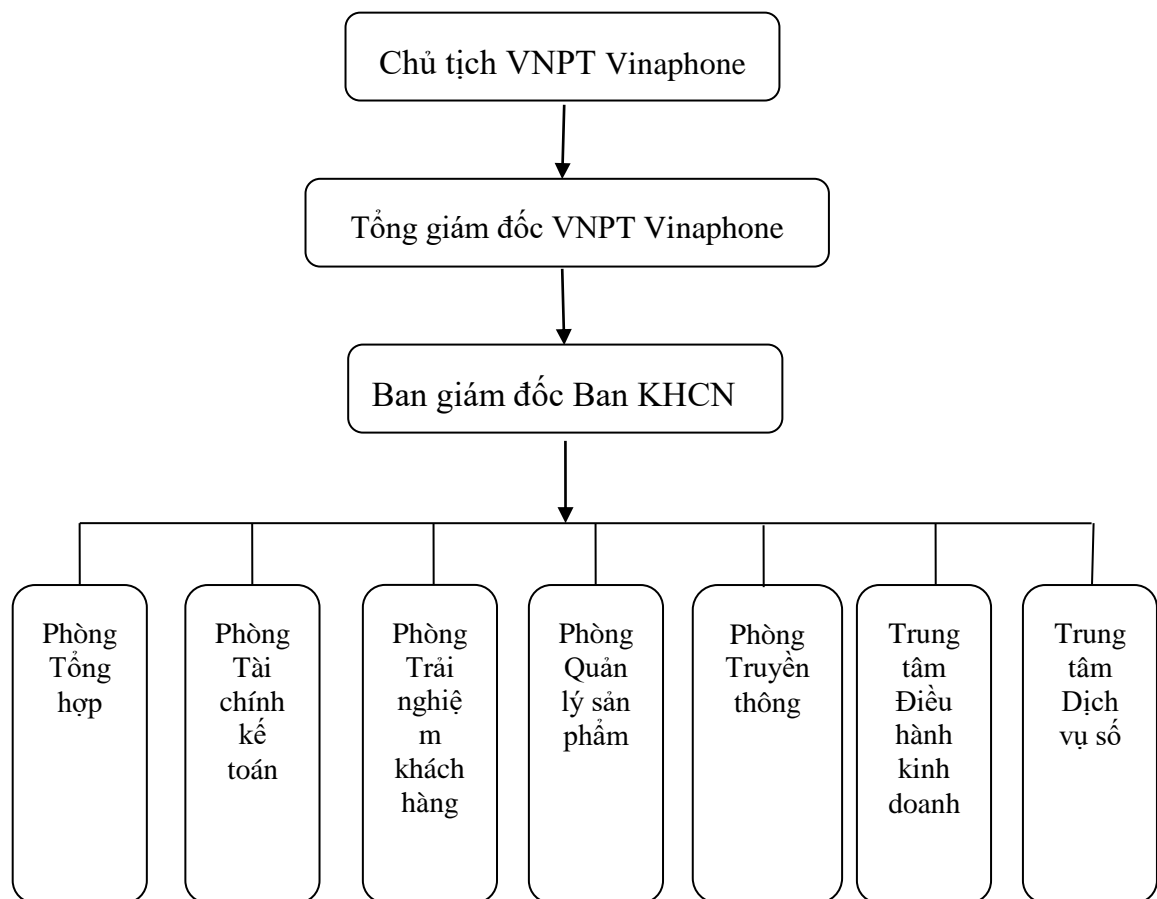 Chủ tịch VNPT Vinaphone
Tổng giám đốc VNPT Vinaphone
Ban giám đốc Ban KHCN
Phòng
Tổng
hợp
Phòng
Tài
chính
kế
toán
Phòng
Trải
nghiệ
m
khách
hàng
Phòng
Quản
lý sản
phẩm
Phòng
Truyền
thông
Trung
tâm
Điều
hành
kinh
doanh
Trung
tâm
Dịch
vụ số